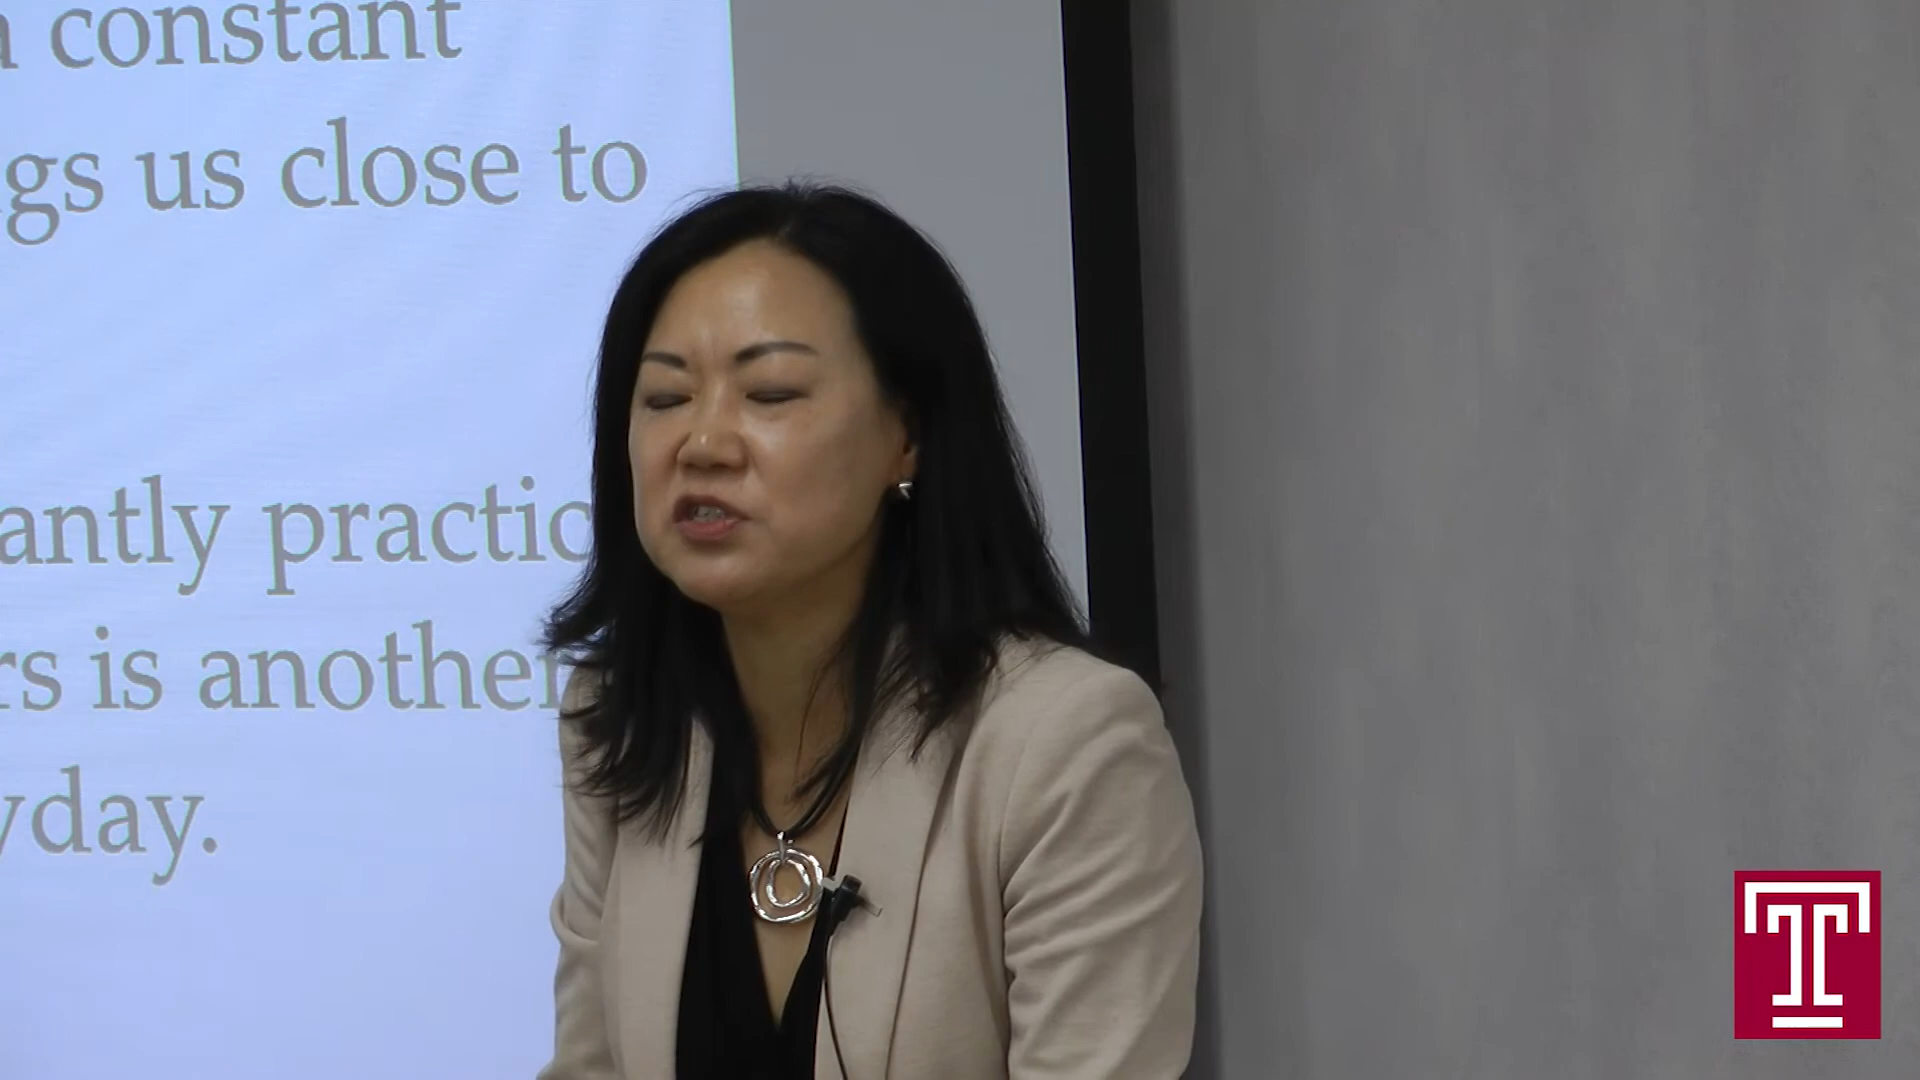 a constant
gs us close to
antly practic
rs is another
yday.
T